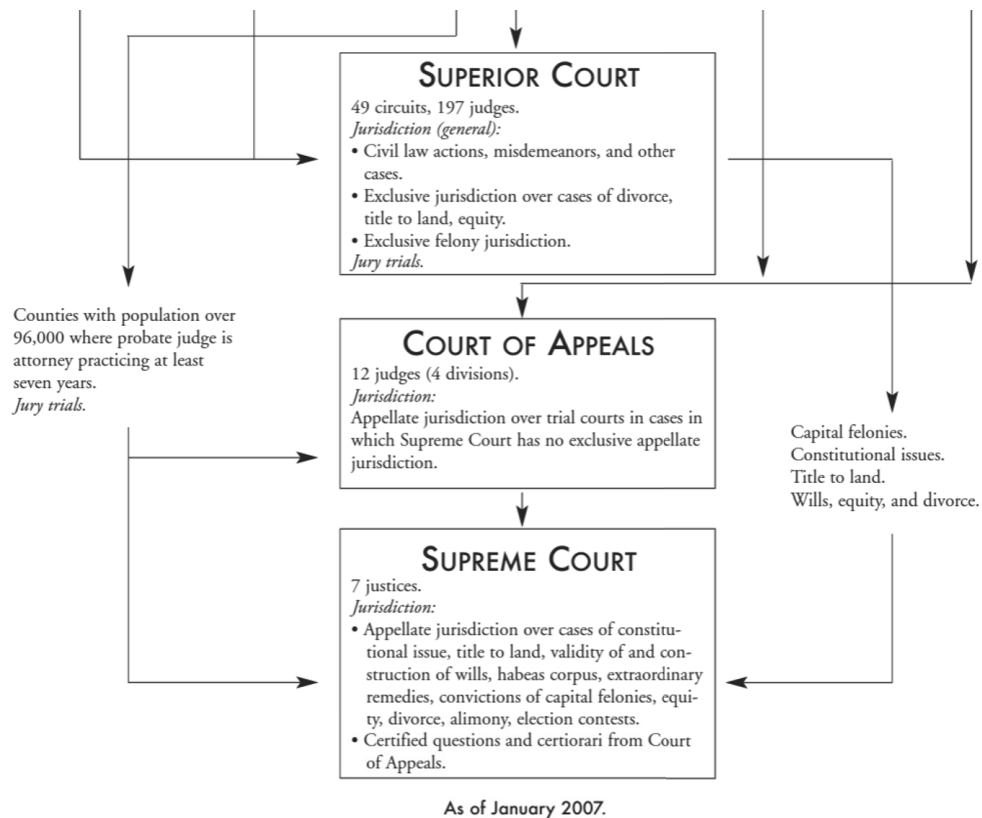 SUPERIOR COURT
49 circuits, 197 judges.
Jurisdiction (general):
• Civil law actions, misdemeanors, and other
cases.
• Exclusive jurisdiction over cases of divorce,
title to land, equity.
• Exclusive felony jurisdiction.
Jury trials.
Counties with population over
96,000 where probate judge is
attorney practicing at least
seven years.
Jury trials.
COURT OF APPEALS
12 judges (4 divisions).
Jurisdiction:
Appellate jurisdiction over trial courts in cases in
which Supreme Court has no exclusive appellate
jurisdiction.
Capital felonies.
Constitutional issues.
Title to land.
Wills, equity, and divorce.
SUPREME COURT
7 justices.
Jurisdiction:
• Appellate jurisdiction over cases of constitu-
tional issue, title to land, validity of and con-
struction of wills, habeas corpus, extraordinary
remedies, convictions of capital felonies, equi-
ty, divorce, alimony, election contests.
• Certified questions and certiorari from Court
of Appeals.
As of January 2007.